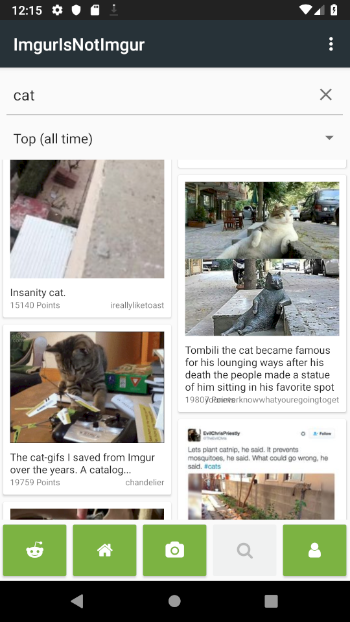 12:15
ImgurIsNotImgur
cat
Top (all time)
Insanity cat.
15140 Points ireallyliketoast
The cat-gifs I saved from Imgur
over the years. A catalog...
19759 Points chandelier
Tombili the cat became famous
for his lounging ways after his
death the people made a statue
of him sitting in his favorite spot
EvilChrisPriestly
Follow
Lets plant catnip, he said. It prevents
mosquitoes, he said. What could go wrong, he
said. #cats